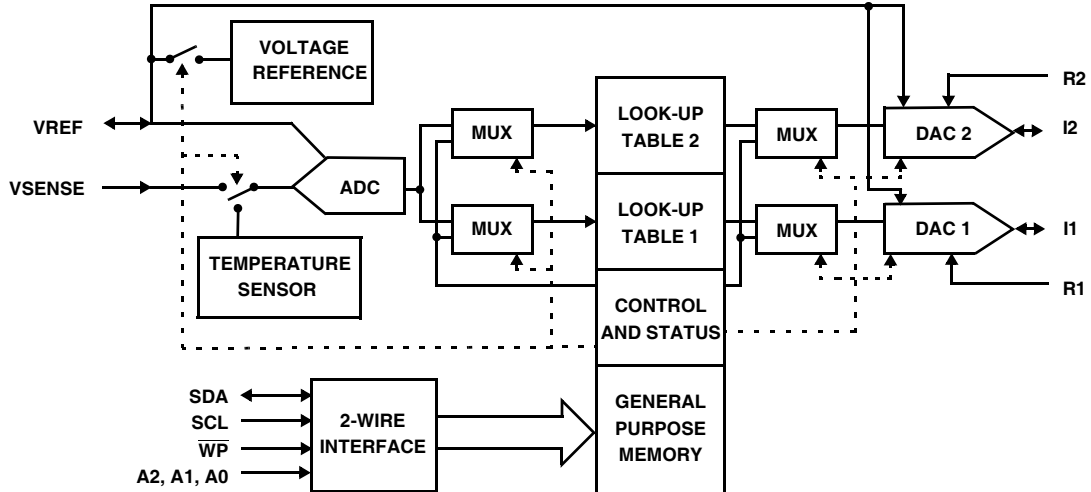 VOLTAGE
REFERENCE
VREF
VSENSE
ADC
TEMPERATURE
SENSOR
MUX
MUX
LOOK-UP
TABLE 2
LOOK-UP
TABLE 1
CONTROL
AND STATUS
GENERAL
PURPOSE
MEMORY
MUX
MUX
DAC 2
DAC 1
R2
I2
I1
R1
SDA
SCL
W̅P̅
A2, A1, A0
2-WIRE
INTERFACE